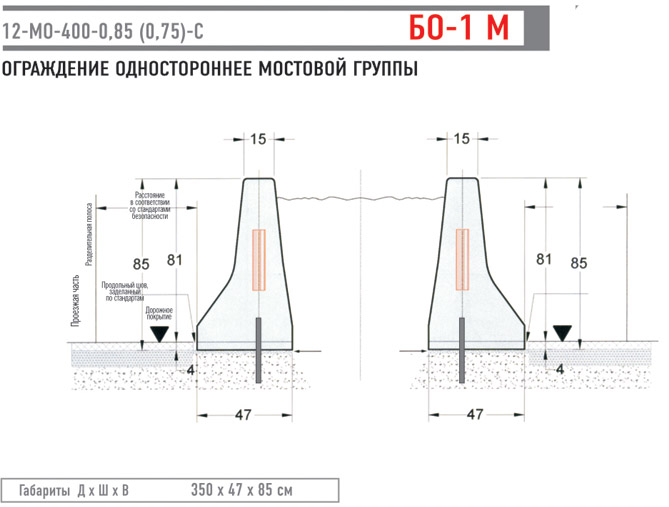 12-МО-400-0,85 (0,75)-С
БО-1 М
ОГРАЖДЕНИЕ ОДНОСТОРОННЕЕ МОСТОВОЙ ГРУППЫ
15
15
Расстояние
в соответствии
со стандартами
безопасности
Разделительная полоса
Проезжая часть
85
81
81
85
Продольный шов,
заделанный
по стандартам
Дорожное
покрытие
4
4
47
47
Габариты Д х Ш х В
350 х 47 х 85 см